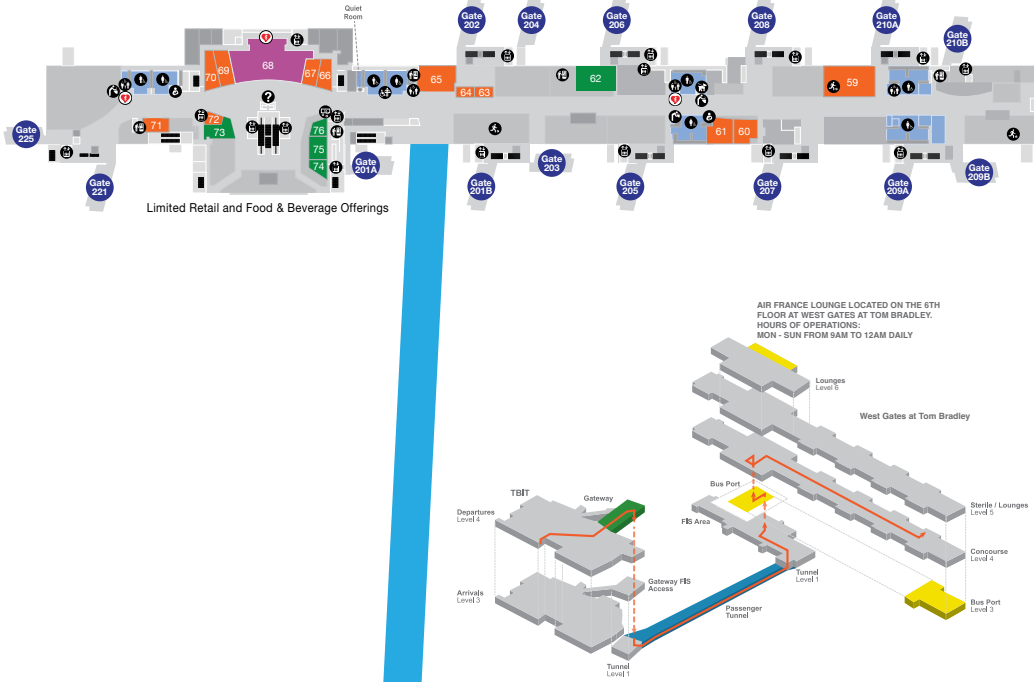 Quiet
Room
Gate
202
Gate
204
Gate
206
Gate
208
Gate
210A
Gate
210B
70
69
68
67
66
65
64
63
62
59
?
71
72
73
76
75
74
61
60
Gate
225
Gate
221
Gate
201A
Gate
201B
Gate
203
Gate
205
Gate
207
Gate
209A
Gate
209B
Limited Retail and Food & Beverage Offerings
AIR FRANCE LOUNGE LOCATED ON THE 6TH
FLOOR AT WEST GATES AT TOM BRADLEY.
HOURS OF OPERATIONS:
MON - SUN FROM 9AM TO 12AM DAILY
Lounges
Level 6
West Gates at Tom Bradley
Bus Port
TBIT
Gateway
Departures
Level 4
FIS Area
Sterile / Lounges
Level 5
Concourse
Level 4
Tunnel
Level 1
Gateway FIS
Access
Arrivals
Level 3
Passenger
Tunnel
Bus Port
Level 3
Tunnel
Level 1